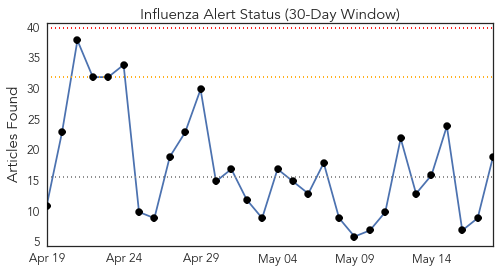 Influenza Alert Status (30-Day Window)
Articles Found
40
35
30
25
20
15
10
5
Apr 19 Apr 24 Apr 29 May 04 May 09 May 14